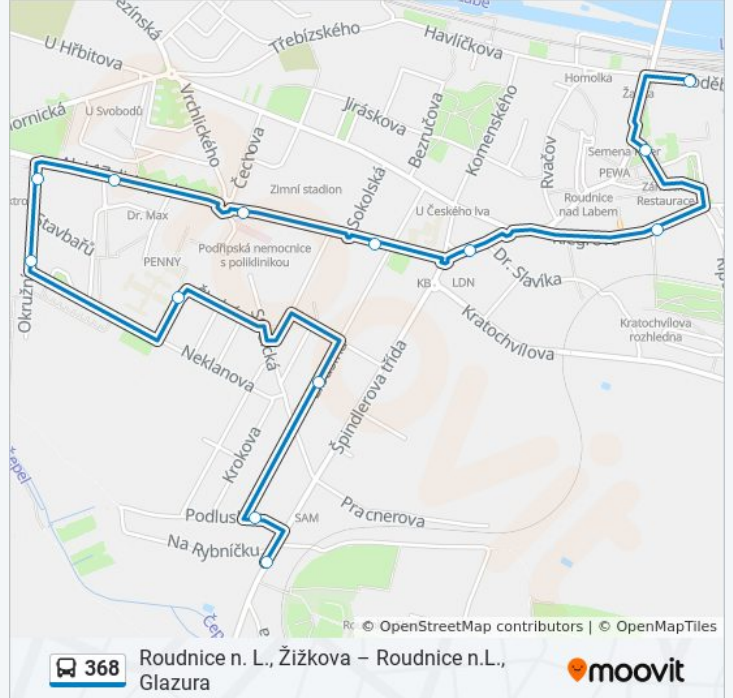 Třebízského
Havlíčkova
U Hřbitova
Homolka
U Svobodů
Vrchlického
Jiráskova
Bezručova
Komenského
Čechova
Rvačov
PEWA
Zimní stadion
Sokolská
Restaurace
Roudnice
nad Labem
U Českého lva
Dr. Max
Stavbařů
Podřipská nemocnice
s poliklinikou
PENNY
Dr. Slavíka
KB
LDN
Okružní
Kratochvílova
Kratochvílova
rozhledna
Neklanova
Špindlerova třída
Krokova
Čepel
SAM
Pracnerova
Na Rybníčku
© OpenStreetMap contributors | © OpenMapTiles
368
Roudnice n. L., Žižkova – Roudnice n.L.,
Glazura
moovit